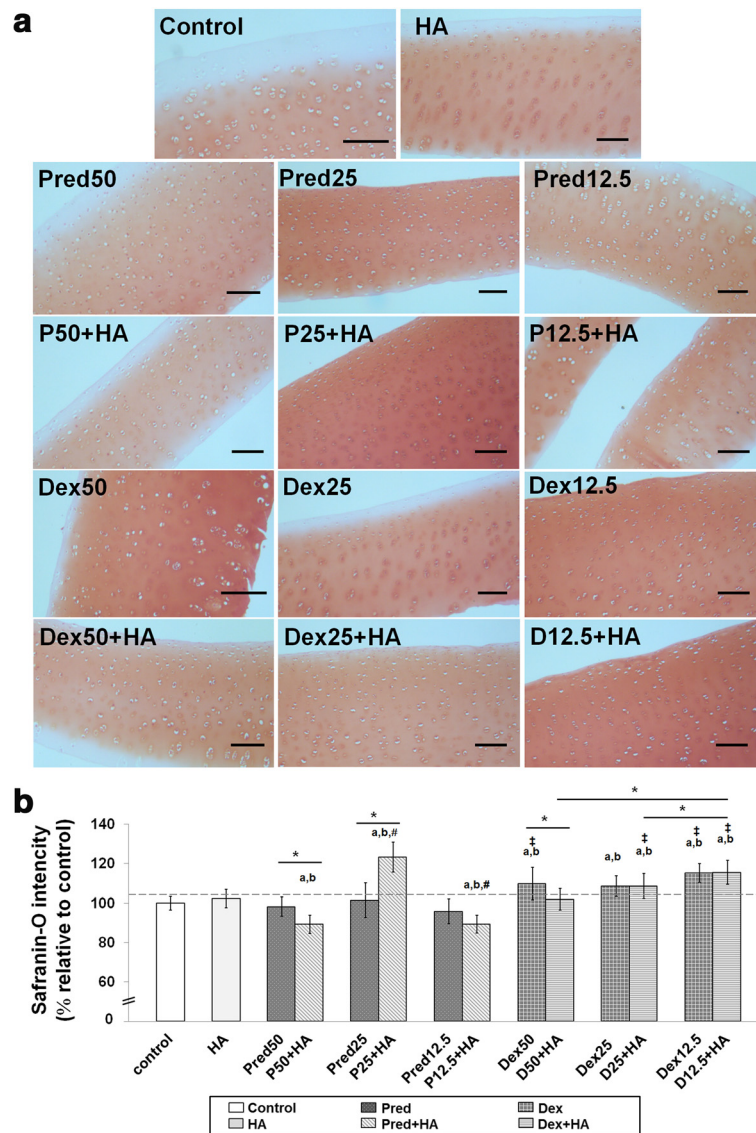 a
Control HA
Pred50 Pred25 Pred12.5
P50+HA P25+HA P12.5+HA
Dex50 Dex25 Dex12.5
Dex50+HA Dex25+HA D12.5+HA
b
Safranin-O intencity
(% relative to control)
140
120
100
80
60
0
*
a,b
*
a,b,#
a,b,#
*
‡
a,b
*
a,b
*
‡
a,b
‡
a,b
‡
a,b
control
HA
Pred50
P50+HA
Pred25
P25+HA
Pred12.5
P12.5+HA
Dex50
D50+HA
Dex25
D25+HA
Dex12.5
D12.5+HA
Control Pred Dex
HA Pred+HA Dex+HA